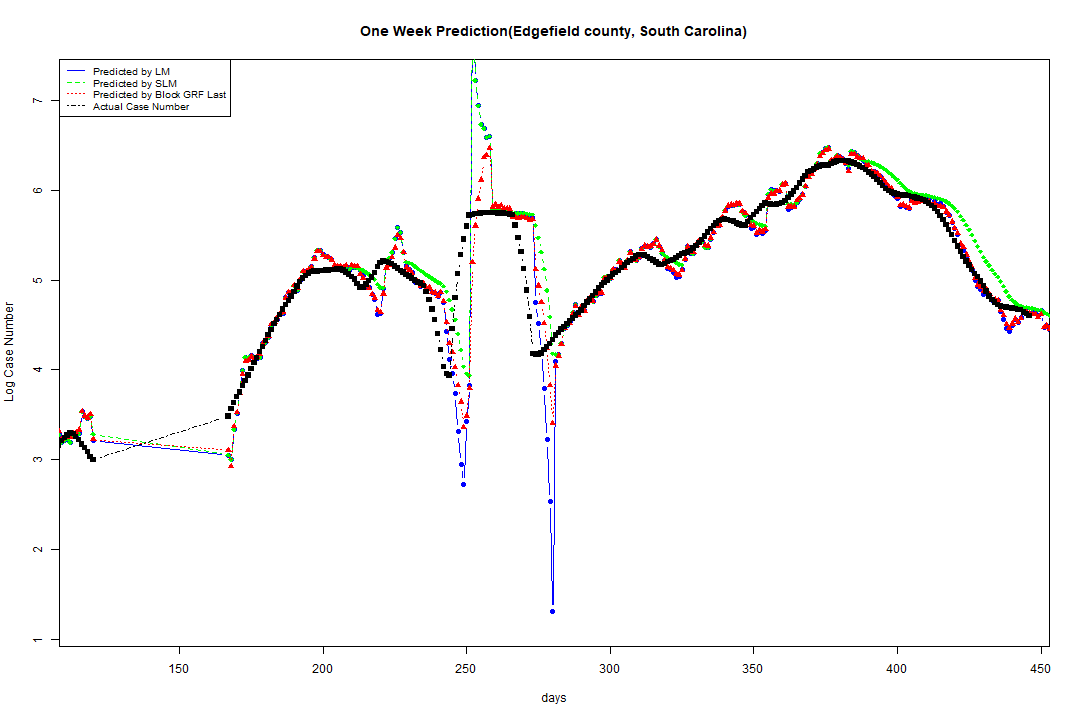 One Week Prediction(Edgefield county, South Carolina)
Predicted by LM
Predicted by SLM
Predicted by Block GRF Last
Actual Case Number
7
6
5
4
3
2
1
Log Case Number
150 200 250 300 350 400 450
days